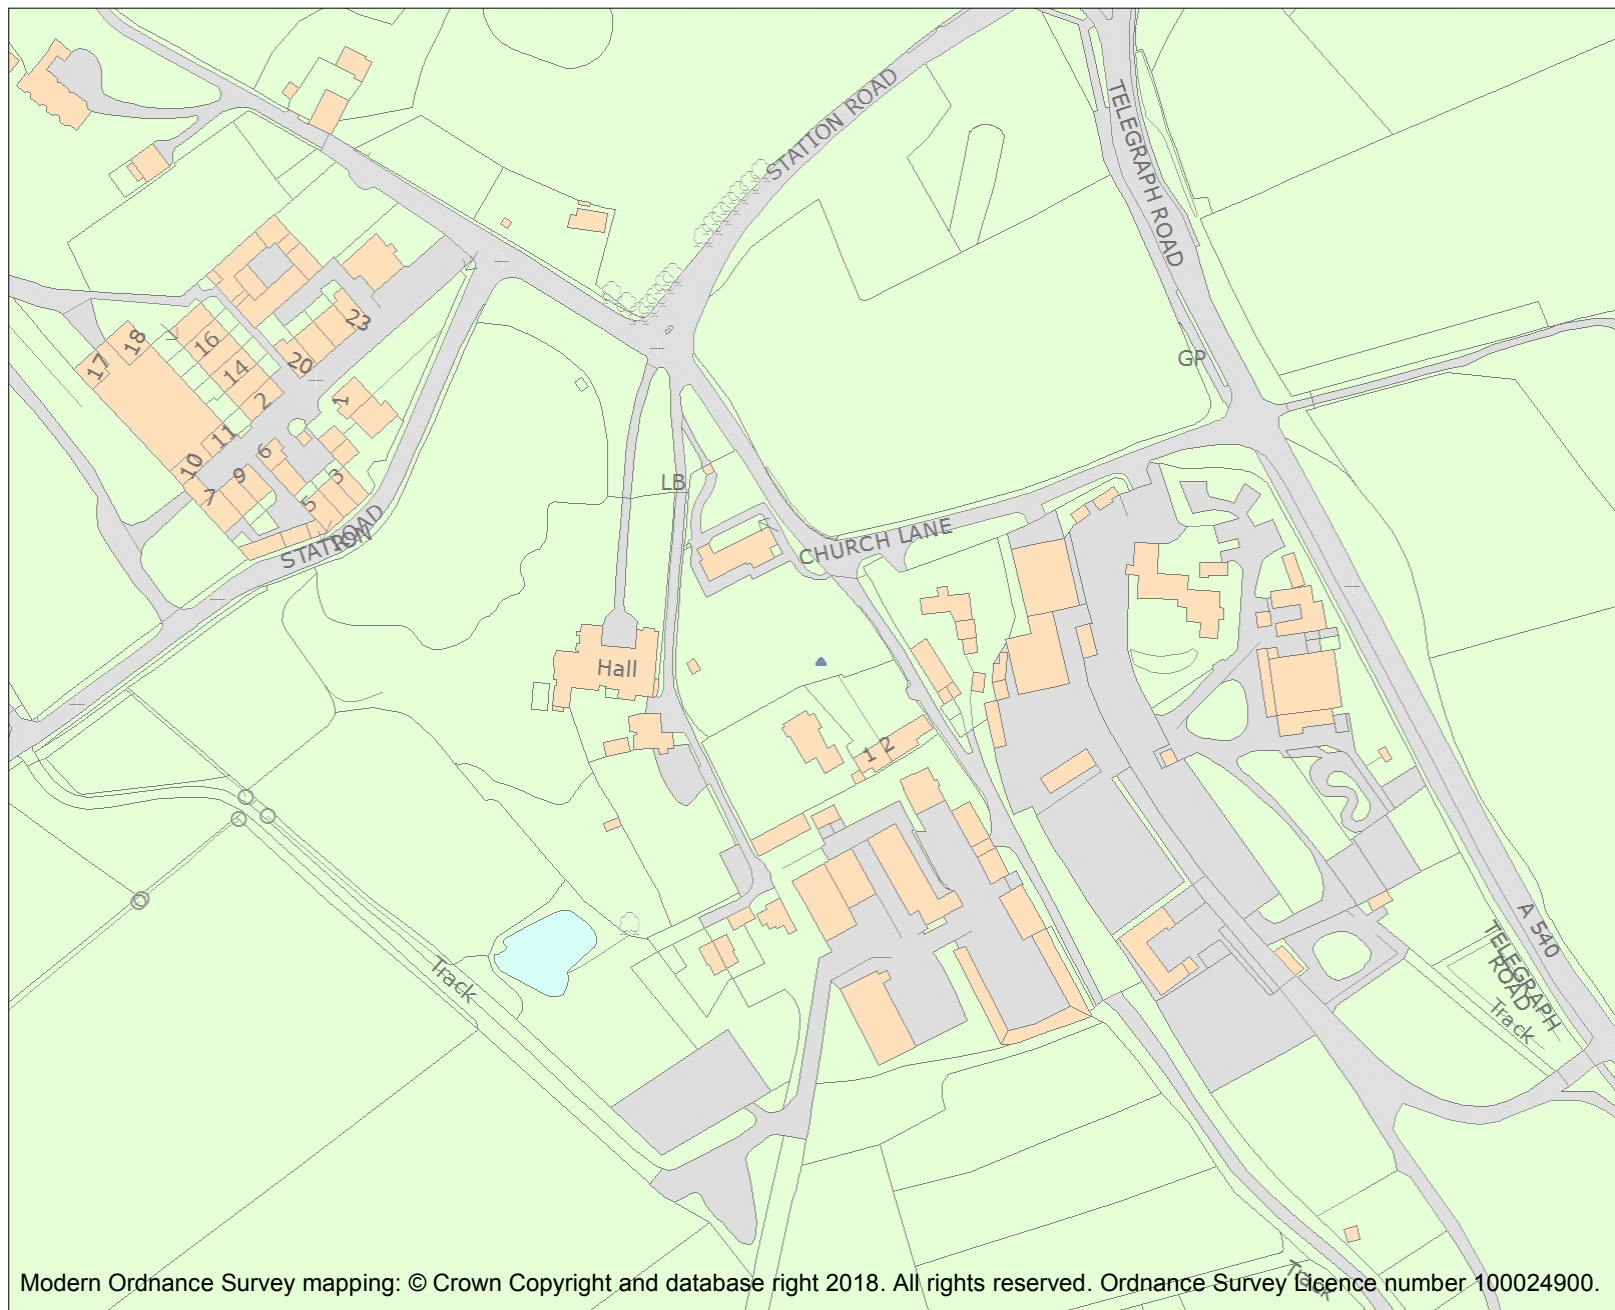 STATION ROAD
TELEGRAPH ROAD
23
18
16
17
14
20
GP
2
1
11
6
10
9
3
7
5
LB
STATION
ROAD
CHURCH LANE
Hall
1 2
A 540
TELEGRAPH
ROAD
Track
Track
Track
Modern Ordnance Survey mapping: © Crown Copyright and database right 2018. All rights reserved. Ordnance Survey Licence number 100024900.